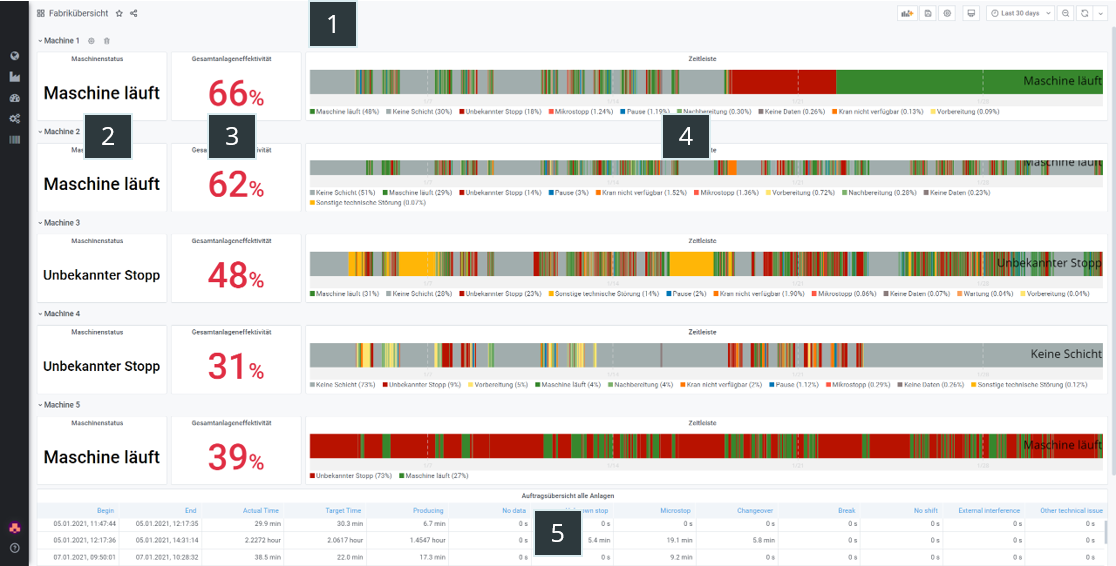 Fabrikübersicht
Last 30 days
1
Machine 1
Maschinenstatus
Gesamtanlageneffektivität
Zeitleiste
Maschine läuft
66%
Maschine läuft
Maschine läuft (48%) Keine Schicht (30%) Unbekannter Stopp (18%) Mikrostopp (1.24%) Pause (1.19%) Nachbereitung (0.30%) Keine Daten (0.26%) Kran nicht verfügbar (0.13%) Vorbereitung (0.09%)
2
3
4
Machine 2
Zeitleiste
Maschine läuft
62%
Maschine läuft
1/14
Keine Schicht (51%) Maschine läuft (29%) Unbekannter Stopp (14%) Pause (3%) Kran nicht verfügbar (1.52%) Mikrostopp (1.36%) Vorbereitung (0.72%) Nachbereitung (0.28%) Keine Daten (0.23%)
Sonstige technische Störung (0.07%)
Machine 3
Maschinenstatus
Gesamtanlageneffektivität
Zeitleiste
Unbekannter Stopp
48%
Unbekannter Stopp
1/14
Maschine läuft (31%) Keine Schicht (28%) Unbekannter Stopp (23%) Sonstige technische Störung (14%) Pause (2%) Kran nicht verfügbar (1.90%) Mikrostopp (0.06%) Keine Daten (0.07%) Wartung (0.04%) Vorbereitung (0.04%)
Machine 4
Maschinenstatus
Gesamtanlageneffektivität
Zeitleiste
Unbekannter Stopp
31%
Keine Schicht
1/14
Keine Schicht (73%) Unbekannter Stopp (9%) Vorbereitung (5%) Maschine läuft (4%) Nachbereitung (4%) Kran nicht verfügbar (2%) Pause (1.12%) Mikrostopp (0.29%) Keine Daten (0.26%) Sonstige technische Störung (0.12%)
Machine 5
Maschinenstatus
Gesamtanlageneffektivität
Zeitleiste
Maschine läuft
39%
Maschine läuft
1/14
Unbekannter Stopp (73%) Maschine läuft (27%)
Auftragsübersicht alle Anlagen
Begin End Actual Time Target Time Producing No data stop Microstop Changeover Break No shift External interference Other technical issue
05.01.2021, 11:47:44 05.01.2021, 12:17:35 29.9 min 30.3 min 6.7 min 0 s 0 s 0 s 0 s 0 s 0 s 0 s 0 s
05.01.2021, 12:17:36 05.01.2021, 14:31:14 2.2272 hour 2.0617 hour 1.4547 hour 0 s 5.4 min 19.1 min 5.8 min 0 s 0 s 0 s 0 s
07.01.2021, 09:50:01 07.01.2021, 10:28:32 38.5 min 22.0 min 17.3 min 0 s 0 s 9.2 min 0 s 0 s 0 s 0 s
5